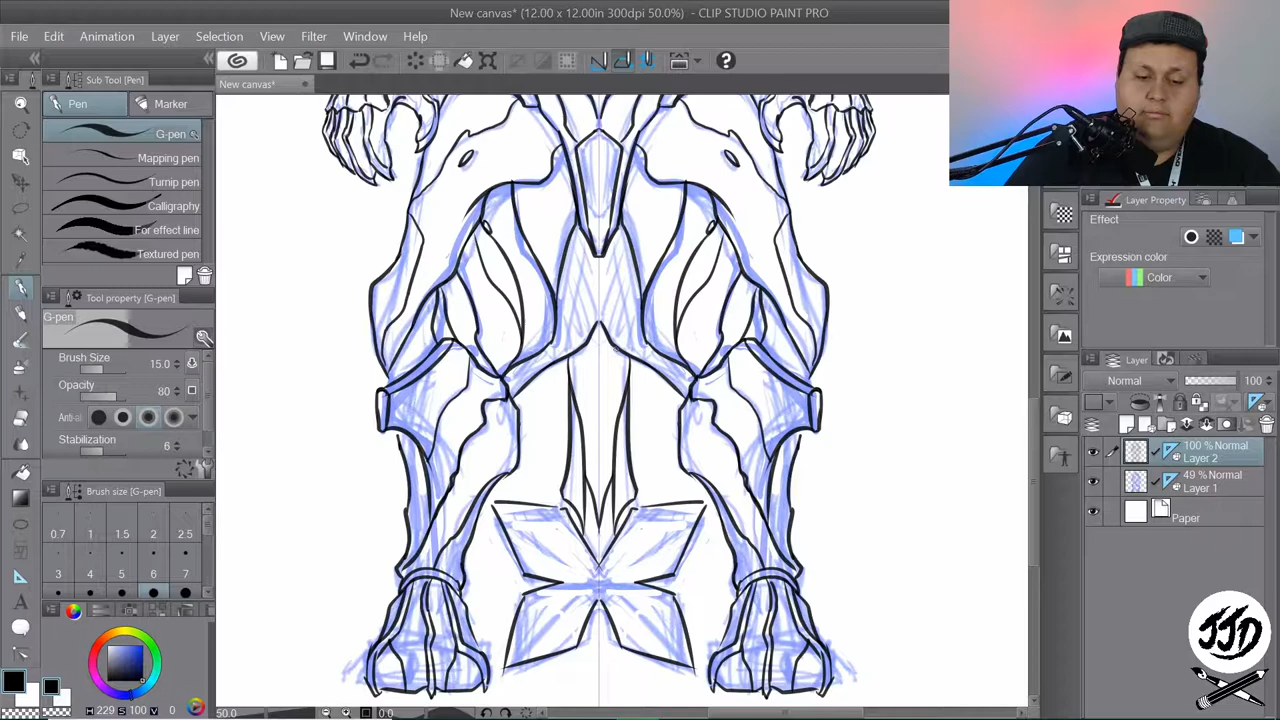 New canvas* (12.00 x 12.00in 300dpi 50.0%) - CLIP STUDIO PAINT PRO
File Edit Animation Layer Selection View Filter Window Help
Sub Tool [Pen]
New canvas*
Pen Marker
G-pen
Mapping pen
Turnip pen
Calligraphy
For effect line
Textured pen
Tool property [G-pen]
G-pen
Brush Size 15.0
Opacity 80
Anti-al
Stabilization 6
Brush size [G-pen]
0.7 1 1.5 2 2.5
3 4 5 6 7
H 229 S 100 V 0
50.0 0.0
Layer Property
Effect
Expression color
Color
Layer
Normal 100
100 % Normal
Layer 2
49 % Normal
Layer 1
Paper
JJD